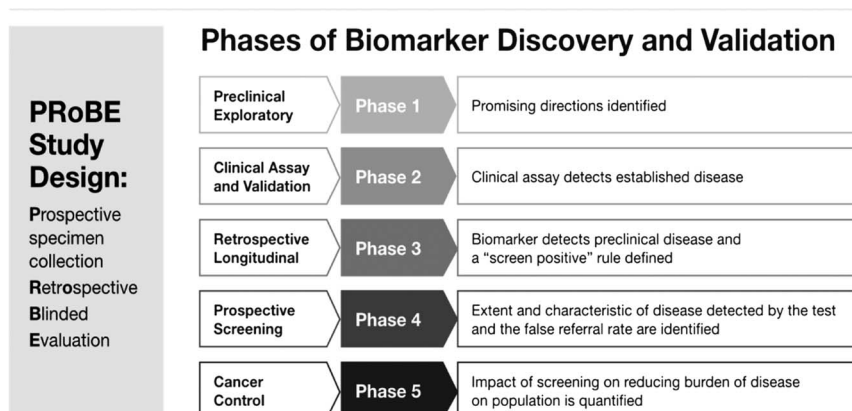 Phases of Biomarker Discovery and Validation
PRoBE
Study
Design:
Prospective
specimen
collection
Retrospective
Blinded
Evaluation
Preclinical
Exploratory
Phase 1
Promising directions identified
Clinical Assay
and Validation
Phase 2
Clinical assay detects established disease
Retrospective
Longitudinal
Phase 3
Biomarker detects preclinical disease and
a “screen positive” rule defined
Prospective
Screening
Phase 4
Extent and characteristic of disease detected by the test
and the false referral rate are identified
Cancer
Control
Phase 5
Impact of screening on reducing burden of disease
on population is quantified